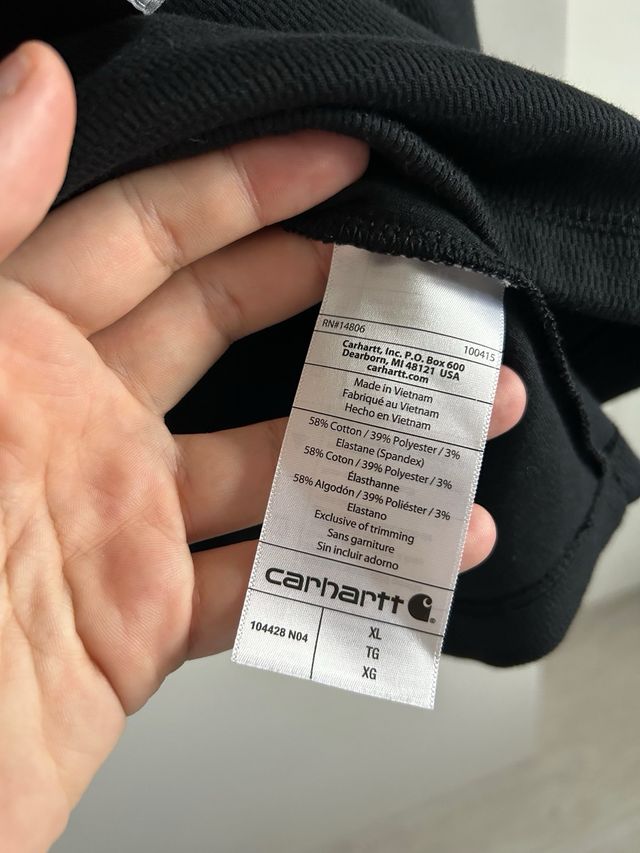 RN#14806 100415
Carhartt, Inc. P.O. Box 600
Dearborn, MI 48121 USA
carhartt.com
Made in Vietnam
Fabriqué au Vietnam
Hecho en Vietnam
58% Cotton / 39% Polyester / 3%
Elastane (Spandex)
58% Coton / 39% Polyester / 3%
Élasthanne
58% Algodón / 39% Poliéster / 3%
Elastano
Exclusive of trimming
Sans garniture
Sin incluir adorno
carhartt
104428 N04
XL
TG
XG